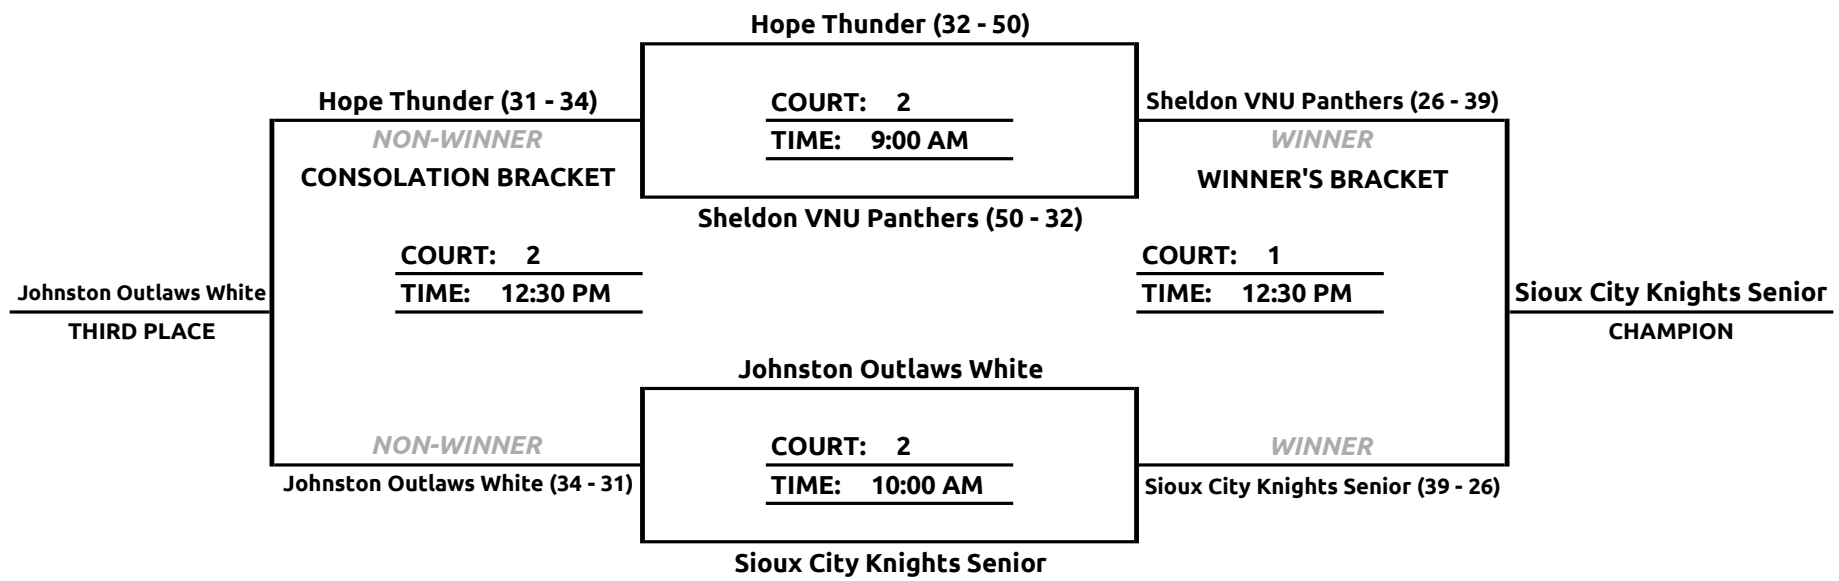 Hope Thunder (32 - 50)
Hope Thunder (31 - 34)
COURT: 2
Sheldon VNU Panthers (26 - 39)
NON-WINNER
TIME: 9:00 AM
WINNER
CONSOLATION BRACKET
WINNER'S BRACKET
Sheldon VNU Panthers (50 - 32)
COURT: 2
COURT: 1
Johnston Outlaws White
TIME: 12:30 PM
TIME: 12:30 PM
Sioux City Knights Senior
THIRD PLACE
CHAMPION
Johnston Outlaws White
NON-WINNER
COURT: 2
WINNER
Johnston Outlaws White (34 - 31)
TIME: 10:00 AM
Sioux City Knights Senior (39 - 26)
Sioux City Knights Senior